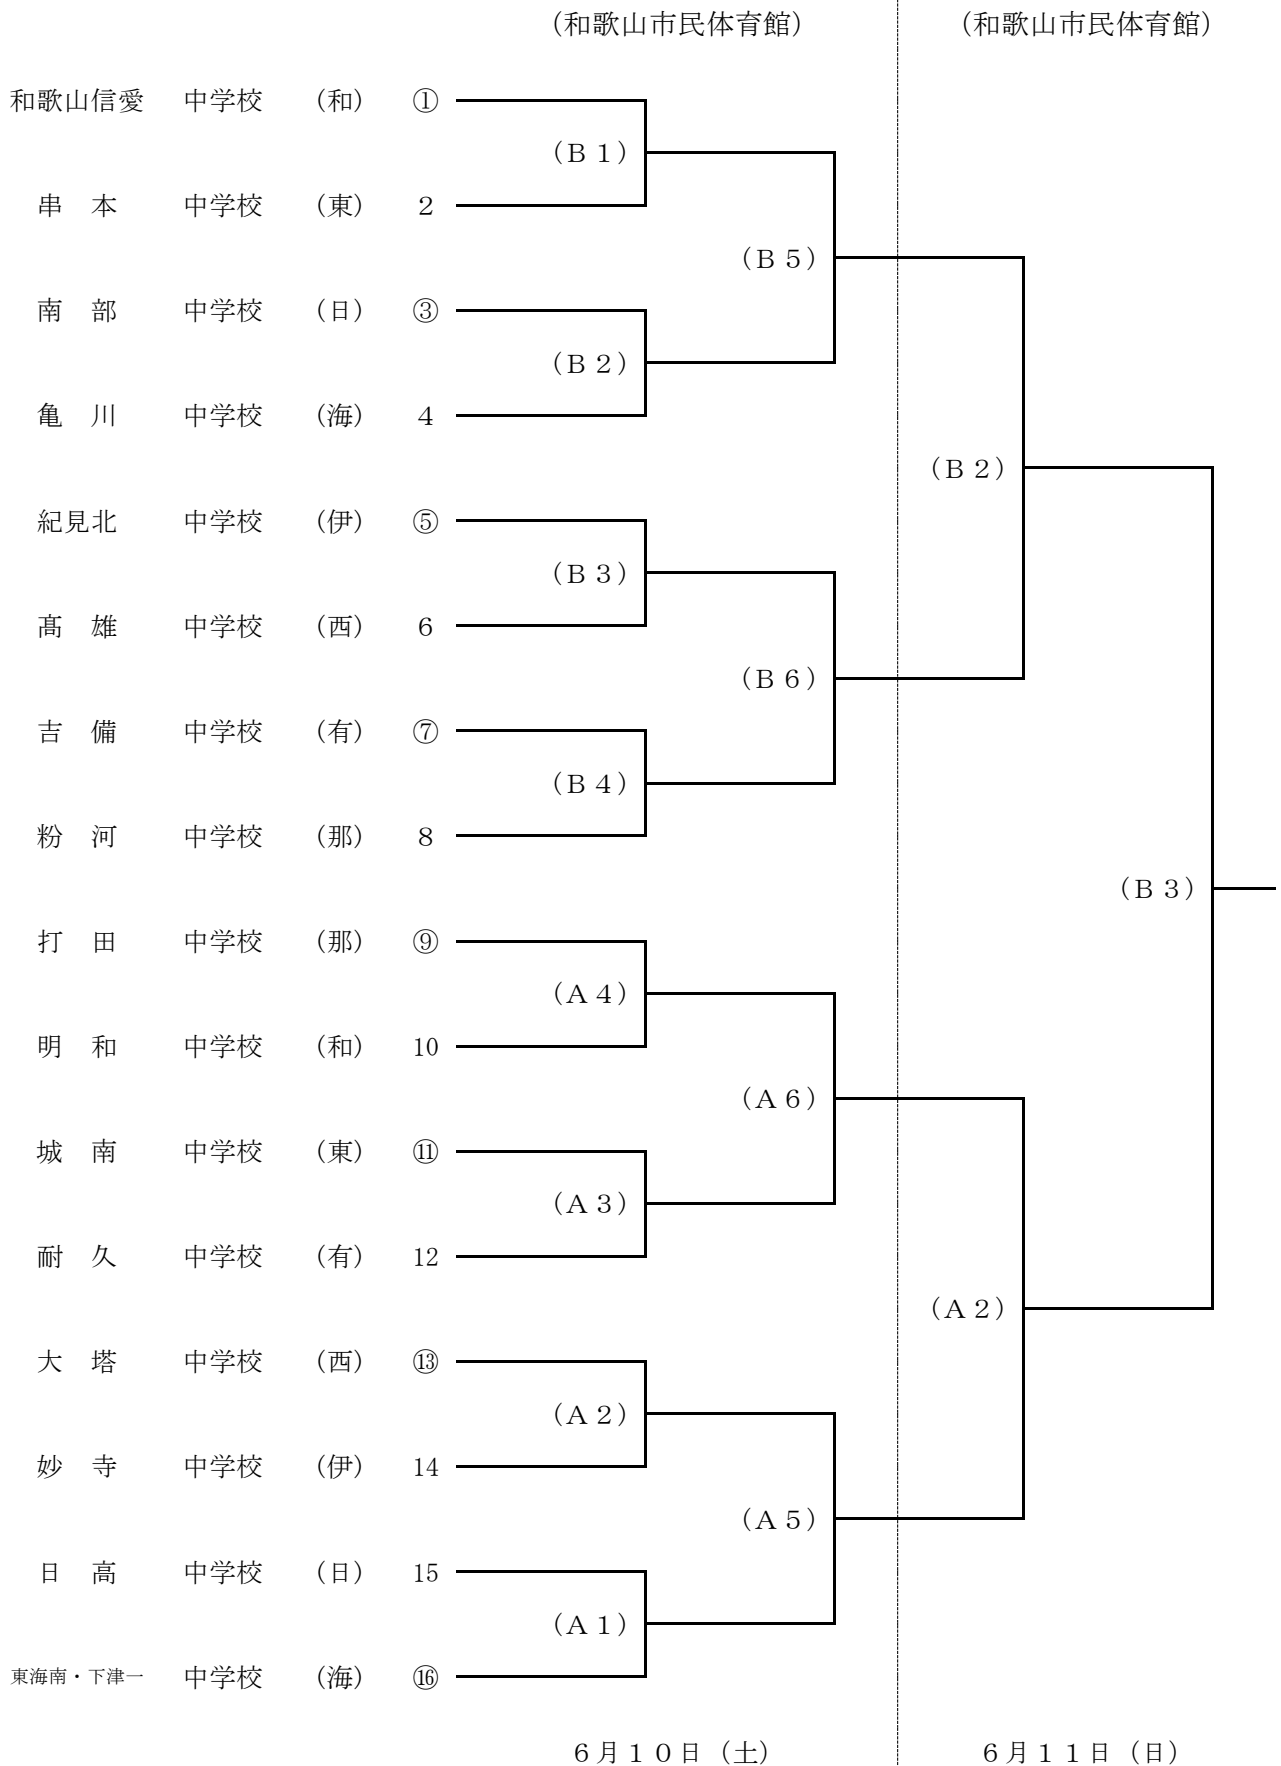 （和歌山市民体育館） （和歌山市民体育館）
和歌山信愛 中学校 （和） ①
（Ｂ１）
串　本 中学校 （東） 2
（Ｂ５）
南　部 中学校 （日） ③
（Ｂ２）
亀　川 中学校 （海） 4
（Ｂ２）
紀見北 中学校 （伊） ⑤
（Ｂ３）
髙　雄 中学校 （西） 6
（Ｂ６）
吉　備 中学校 （有） ⑦
（Ｂ４）
粉　河 中学校 （那） 8
（Ｂ３）
打　田 中学校 （那） ⑨
（Ａ４）
明　和 中学校 （和） 10
（Ａ６）
城　南 中学校 （東） ⑪
（Ａ３）
耐　久 中学校 （有） 12
（Ａ２）
大　塔 中学校 （西） ⑬
（Ａ２）
妙　寺 中学校 （伊） 14
（Ａ５）
日　高 中学校 （日） 15
（Ａ１）
東海南・下津一 中学校 （海） ⑯
６月１０日（土） ６月１１日（日）